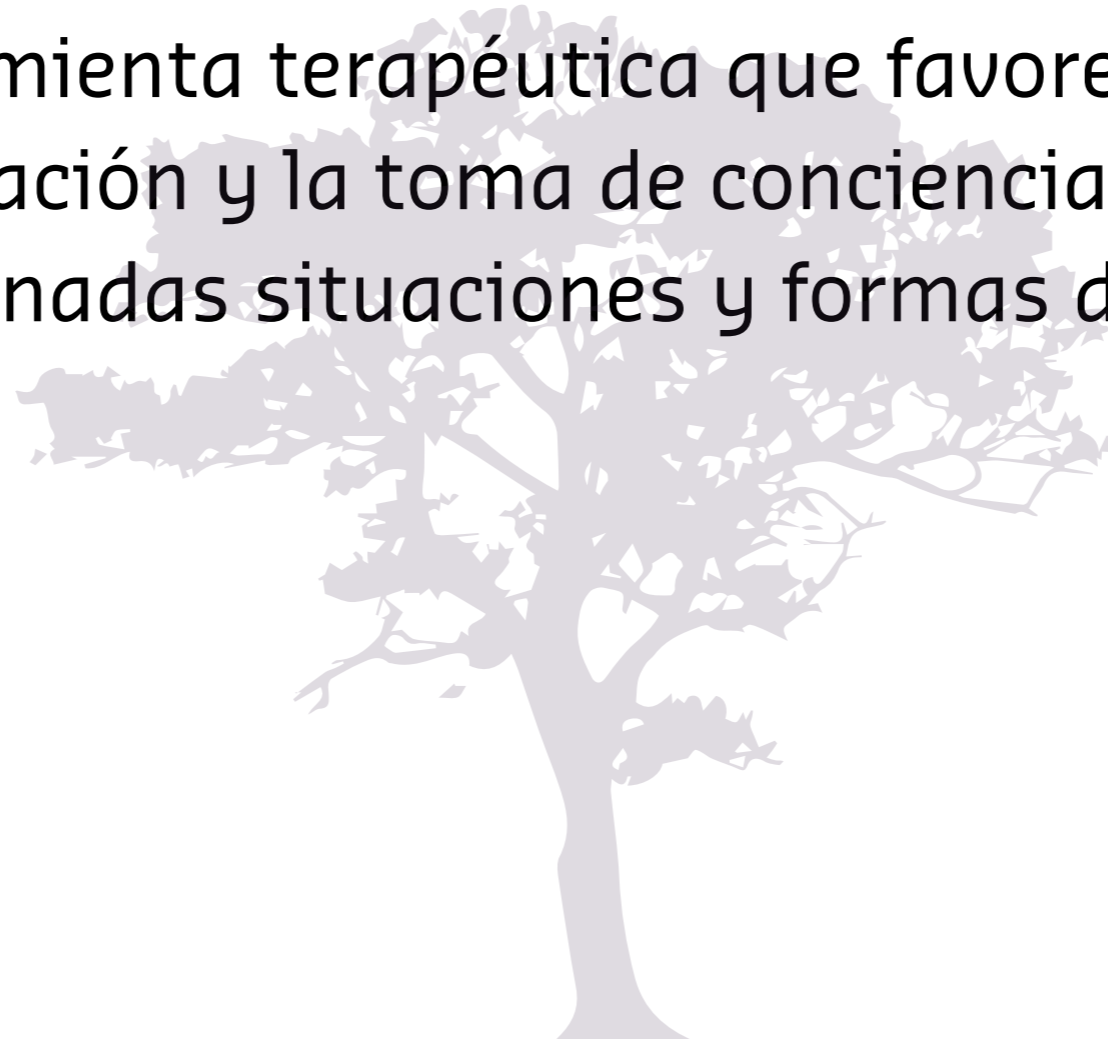 mienta terapéutica que favore
ación y la toma de conciencia
nadas situaciones y formas d